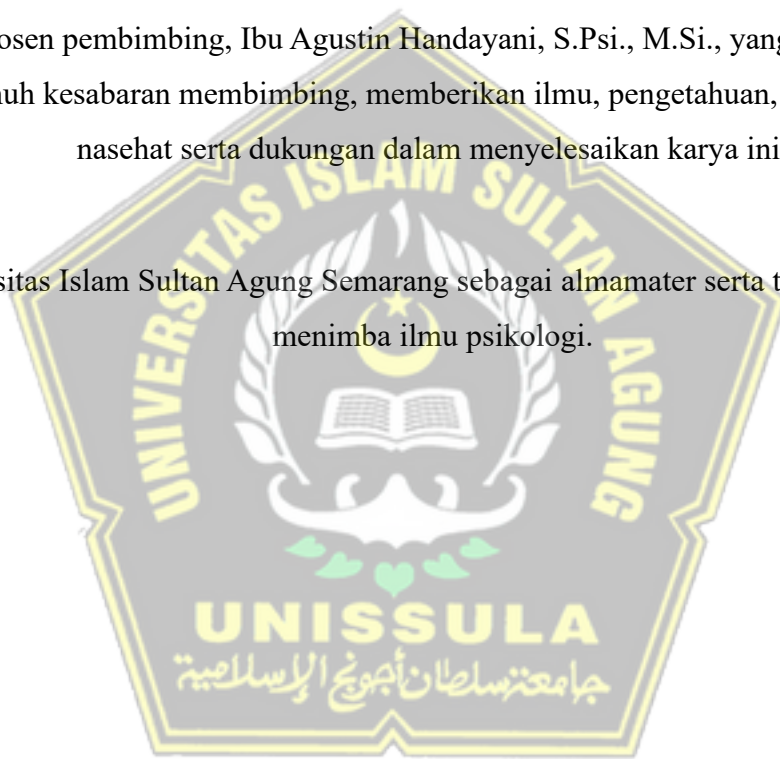 osen pembimbing, Ibu Agustin Handayani, S.Psi., M.Si., yang
uh kesabaran membimbing, memberikan ilmu, pengetahuan,
nasehat serta dukungan dalam menyelesaikan karya ini
sitas Islam Sultan Agung Semarang sebagai almamater serta t
menimba ilmu psikologi.
UNIVERSITAS ISLAM SULTAN AGUNG
UNISSULA
جامعة سلطان أجونج الإسلامية